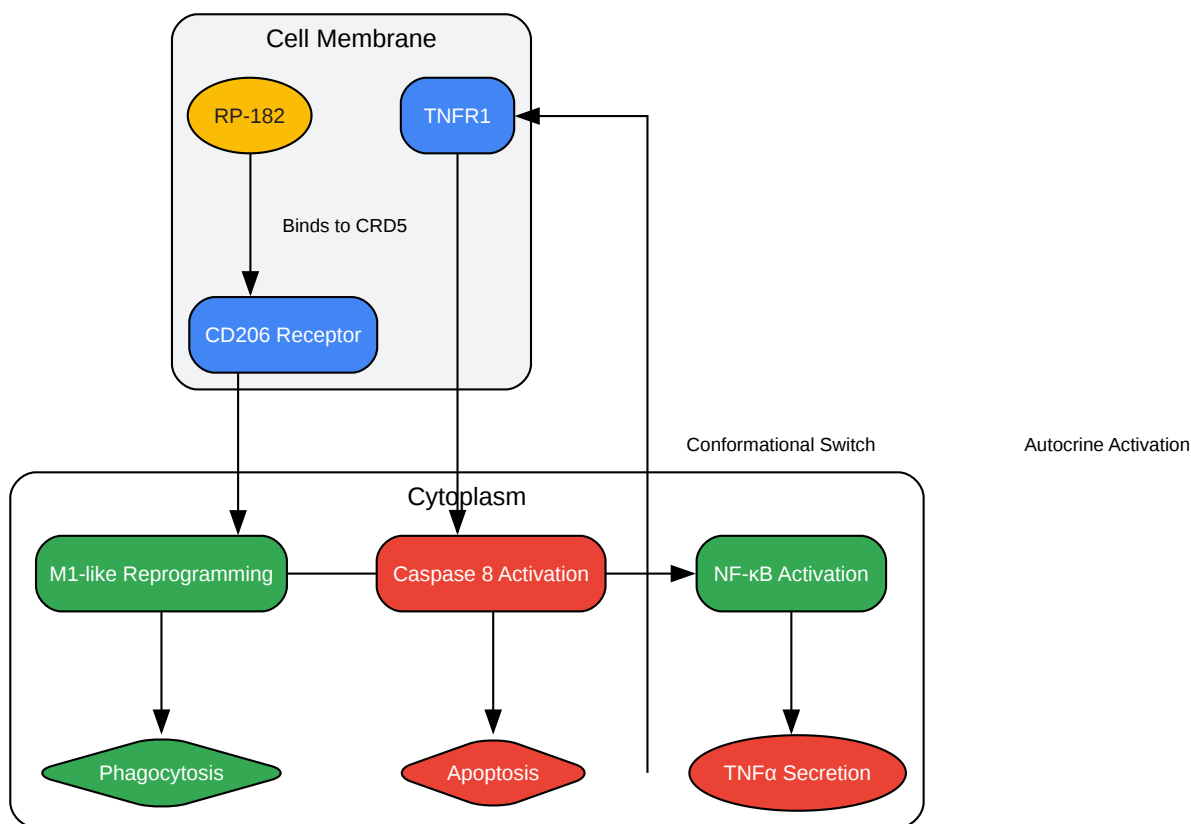 Cell Membrane
RP-182
TNFR1
Binds to CRD5
CD206 Receptor
Conformational Switch
Autocrine Activation
Cytoplasm
M1-like Reprogramming
Caspase 8 Activation
NF-κB Activation
Phagocytosis
Apoptosis
TNFα Secretion